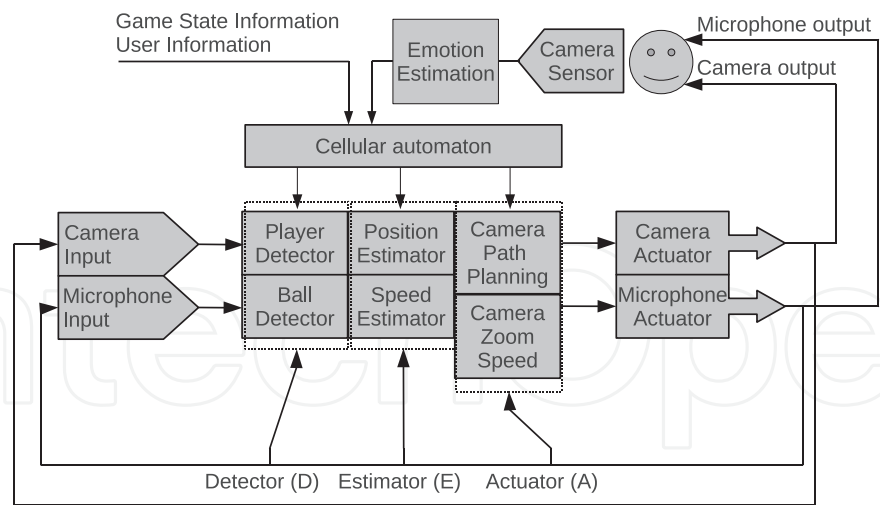 Game State Information
User Information
Emotion
Estimation
Camera
Sensor
Microphone output
Camera output
Cellular automaton
Camera
Input
Microphone
Input
Player
Detector
Ball
Detector
Position
Estimator
Speed
Estimator
Camera
Path
Planning
Camera
Zoom
Speed
Camera
Actuator
Microphone
Actuator
Detector (D)
Estimator (E)
Actuator (A)